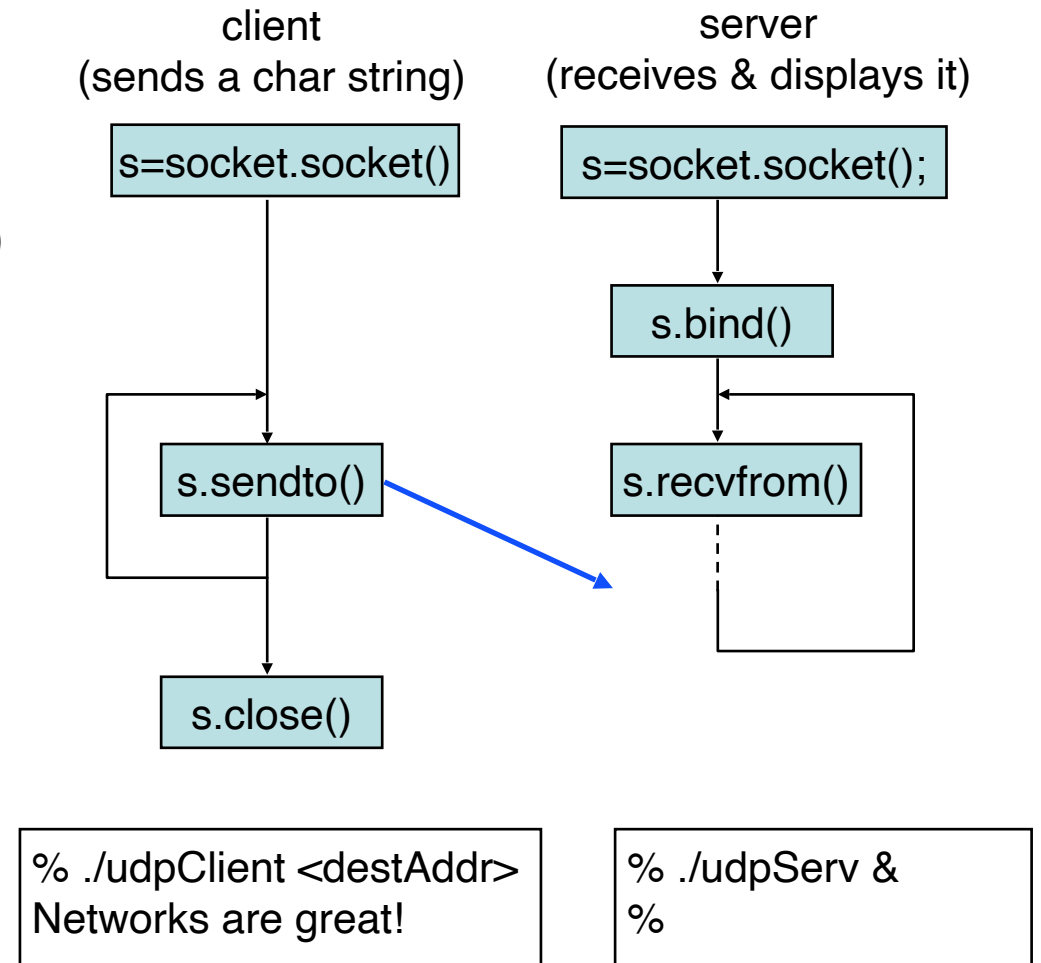 client
(sends a char string)
server
(receives & displays it)
s=socket.socket()
s=socket.socket();
)
s.bind()
s.sendto()
s.recvfrom()
s.close()
% ./udpClient <destAddr>
Networks are great!
% ./udpServ &
%